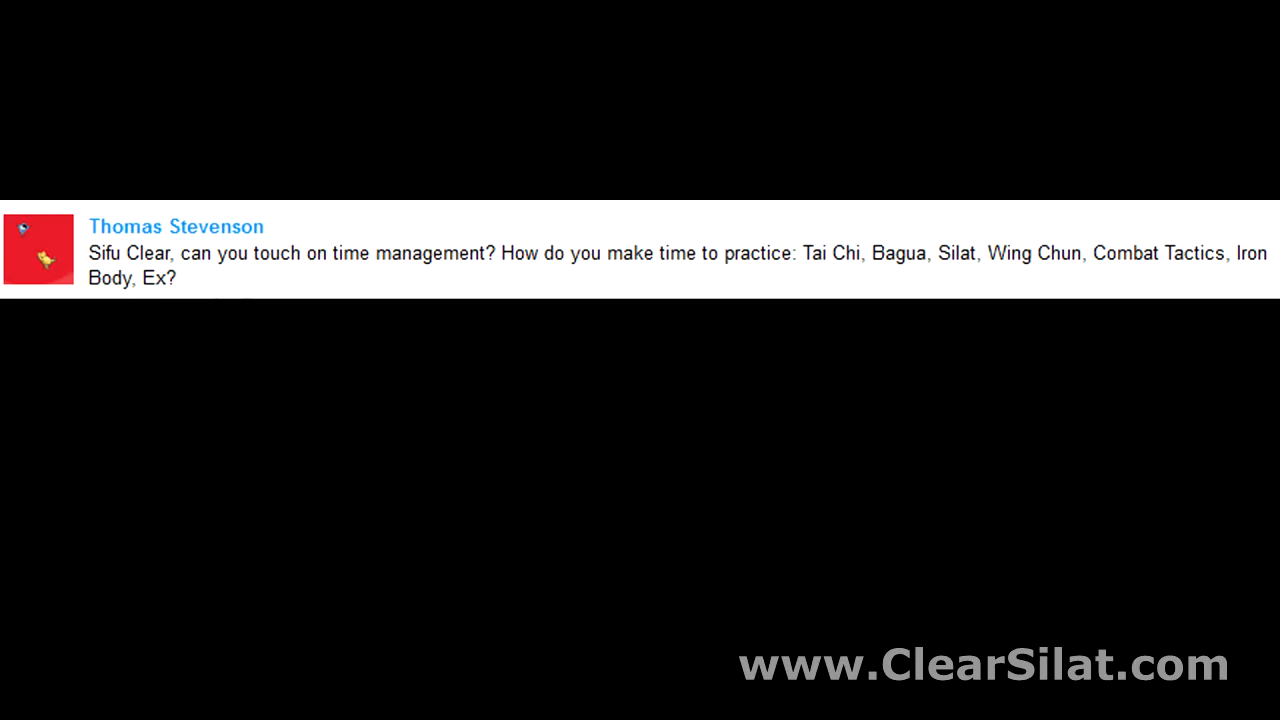 Thomas Stevenson
Sifu Clear, can you touch on time management? How do you make time to practice: Tai Chi, Bagua, Silat, Wing Chun, Combat Tactics, Iron
Body, Ex?
www.ClearSilat.com